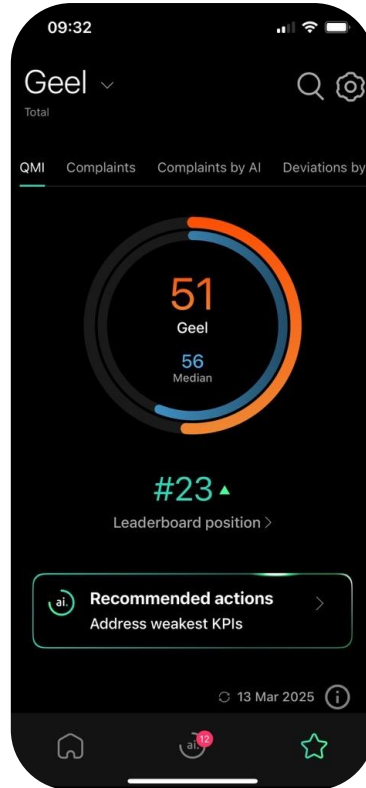 09:32
Geel
Total
QMI Complaints Complaints by AI Deviations by
51
Geel
56
Median
#23
Leaderboard position >
ai. Recommended actions >
Address weakest KPIs
13 Mar 2025 i
ai. 12